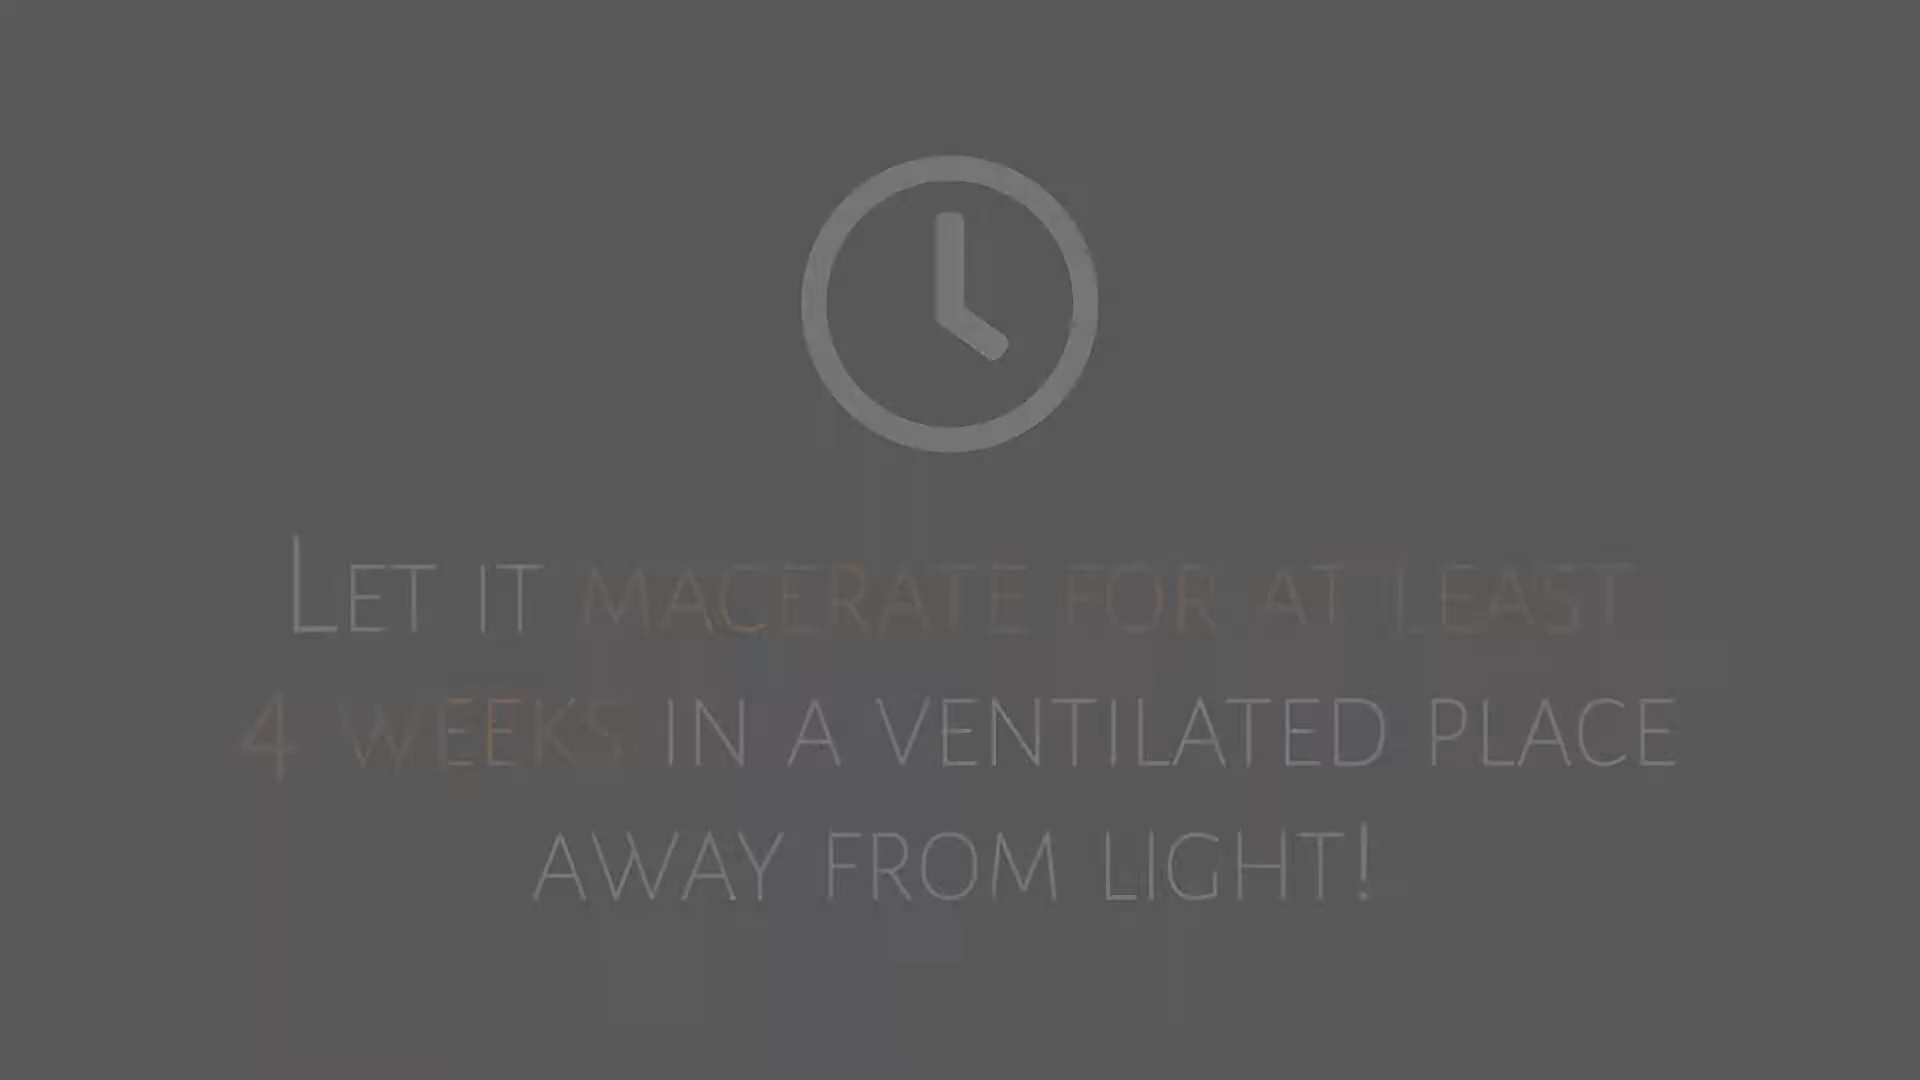 Let it macerate for at least
4 weeks in a ventilated place
away from light!